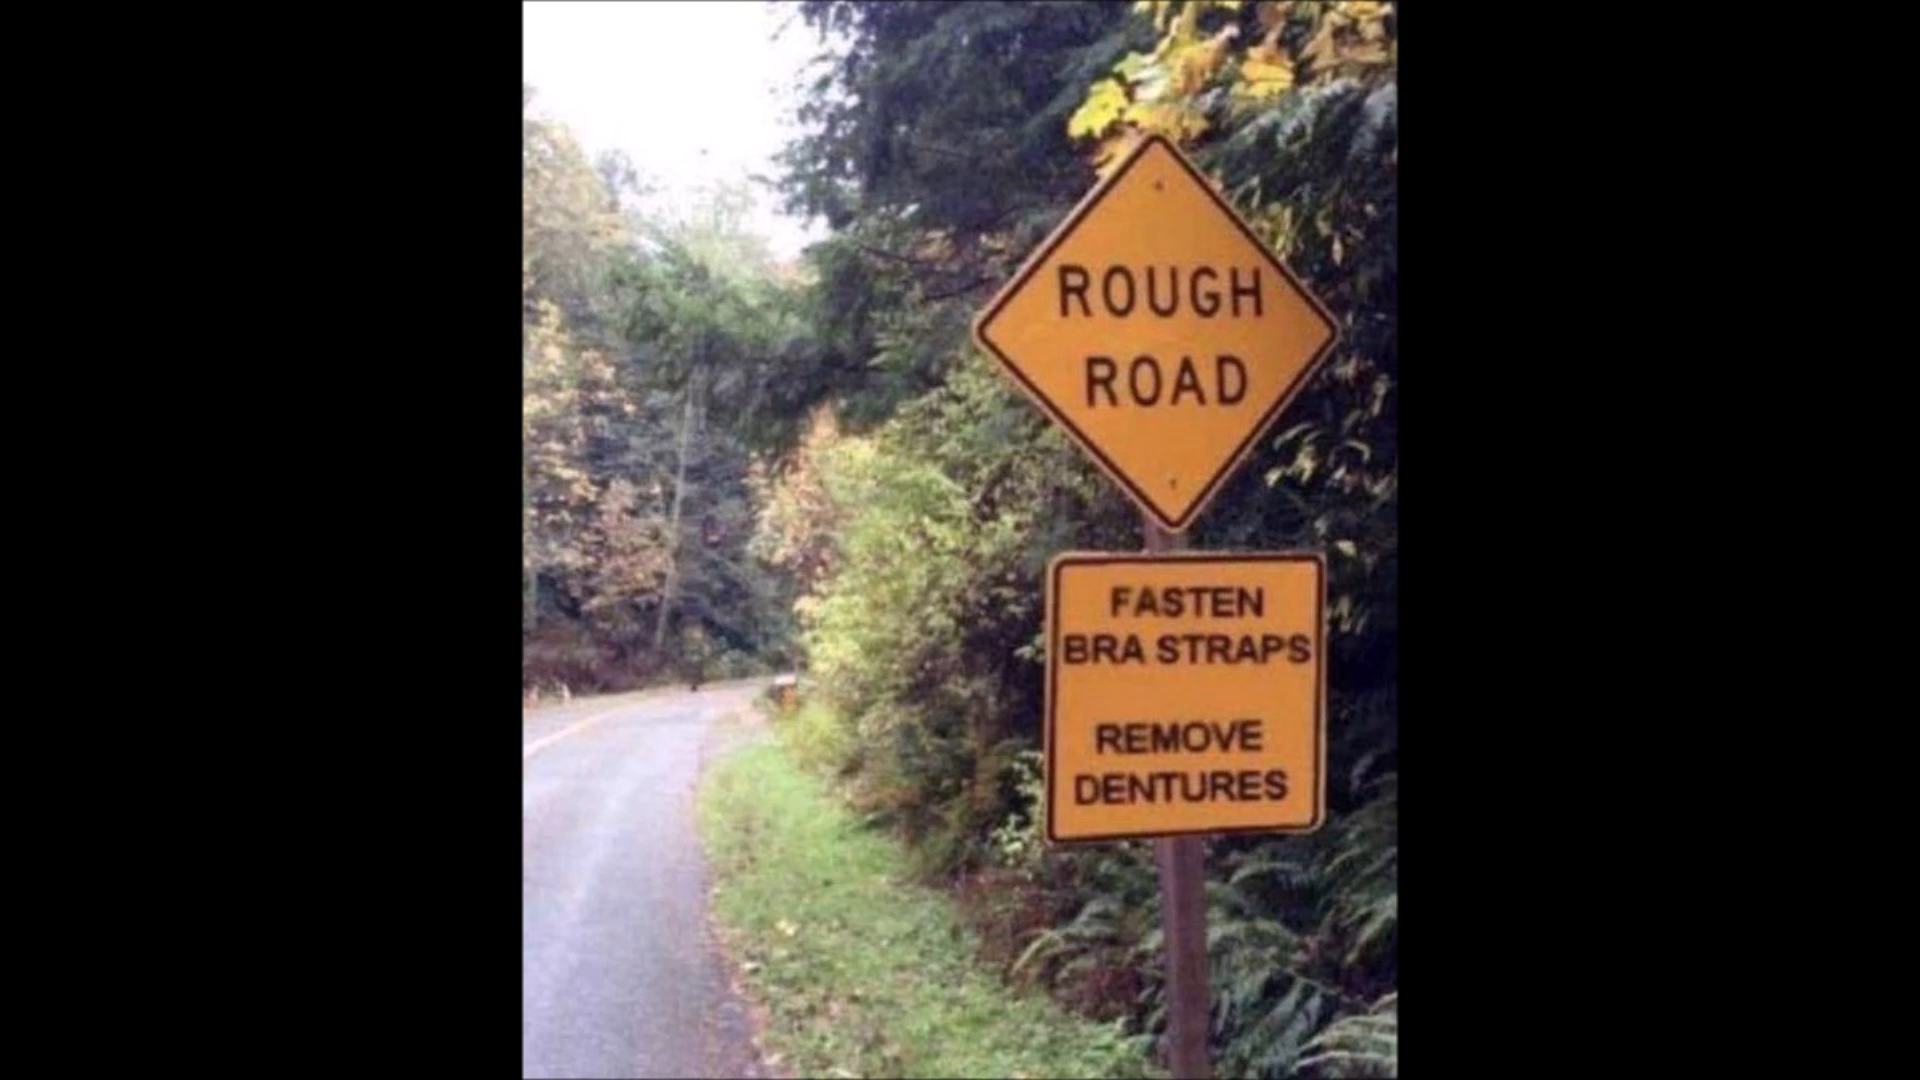 ROUGH
ROAD
FASTEN
BRA STRAPS
REMOVE
DENTURES